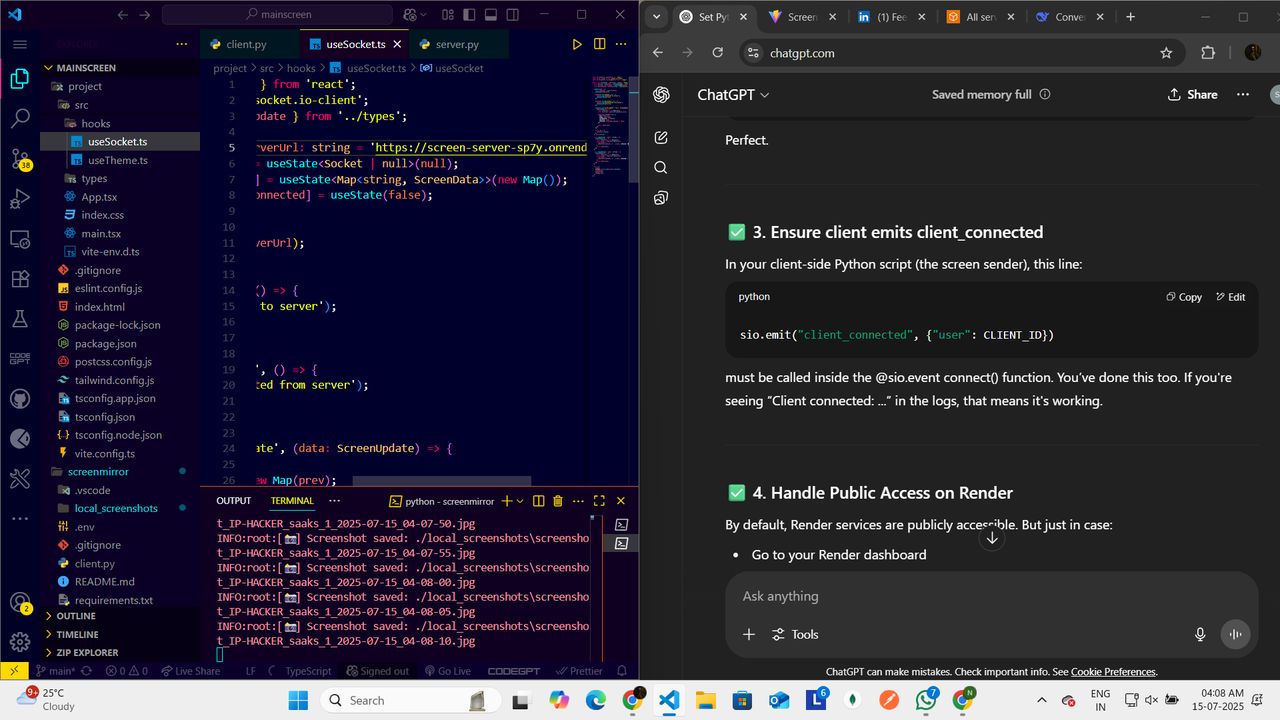 mainscreen
client.py
useSocket.ts
server.py
project > src > hooks > useSocket.ts > useSocket
MAINSCREEN
project
src
hooks
useSocket.ts
useTheme.ts
types
App.tsx
index.css
main.tsx
vite-env.d.ts
.gitignore
eslint.config.js
index.html
package-lock.json
package.json
postcss.config.js
tailwind.config.js
tsconfig.app.json
tsconfig.json
tsconfig.node.json
vite.config.ts
screenmirror
.vscode
local_screenshots
.env
.gitignore
client.py
README.md
requirements.txt
OUTLINE
TIMELINE
ZIP EXPLORER
38
CODE
GPT
2
1 } from 'react';
2 socket.io-client';
3 pdate } from '../types';
4
5 rverUrl: string = 'https://screen-server-sp7y.onrend
6 = useState<Socket | null>(null);
7 ] = useState<Map<string, ScreenData>>(new Map());
8 onnected] = useState(false);
9
10
11 verUrl);
12
13
14 () => {
15 to server');
16
17
18
19 ', () => {
20 ted from server');
21
22
23
24 ate', (data: ScreenUpdate) => {
25
26 ew Map(prev);
OUTPUT TERMINAL ··· python - screenmirror
t_IP-HACKER_saaks_1_2025-07-15_04-07-50.jpg
INFO:root:[📸] Screenshot saved: ./local_screenshots\screensho
t_IP-HACKER_saaks_1_2025-07-15_04-07-55.jpg
INFO:root:[📸] Screenshot saved: ./local_screenshots\screensho
t_IP-HACKER_saaks_1_2025-07-15_04-08-00.jpg
INFO:root:[📸] Screenshot saved: ./local_screenshots\screensho
t_IP-HACKER_saaks_1_2025-07-15_04-08-05.jpg
INFO:root:[📸] Screenshot saved: ./local_screenshots\screensho
t_IP-HACKER_saaks_1_2025-07-15_04-08-10.jpg
main* 0 0 Live Share LF TypeScript Signed out Go Live CODEGPT Prettier
Set Pyt
Screen
(1) Fee
All serv
Conve
chatgpt.com
ChatGPT
Saved memory full
Share
S
Perfect.
✅ 3. Ensure client emits client_connected
In your client-side Python script (the screen sender), this line:
python
Copy Edit
sio.emit("client_connected", {"user": CLIENT_ID})
must be called inside the @sio.event connect() function. You've done this too. If you're
seeing “Client connected: ...” in the logs, that means it's working.
✅ 4. Handle Public Access on Render
By default, Render services are publicly accessible. But just in case:
• Go to your Render dashboard
Ask anything
Tools
ChatGPT can make mistakes. Check important info. See Cookie Preferences.
9+
25°C
Cloudy
Search
6
7
N
ENG
IN
04:08 AM
15-07-2025